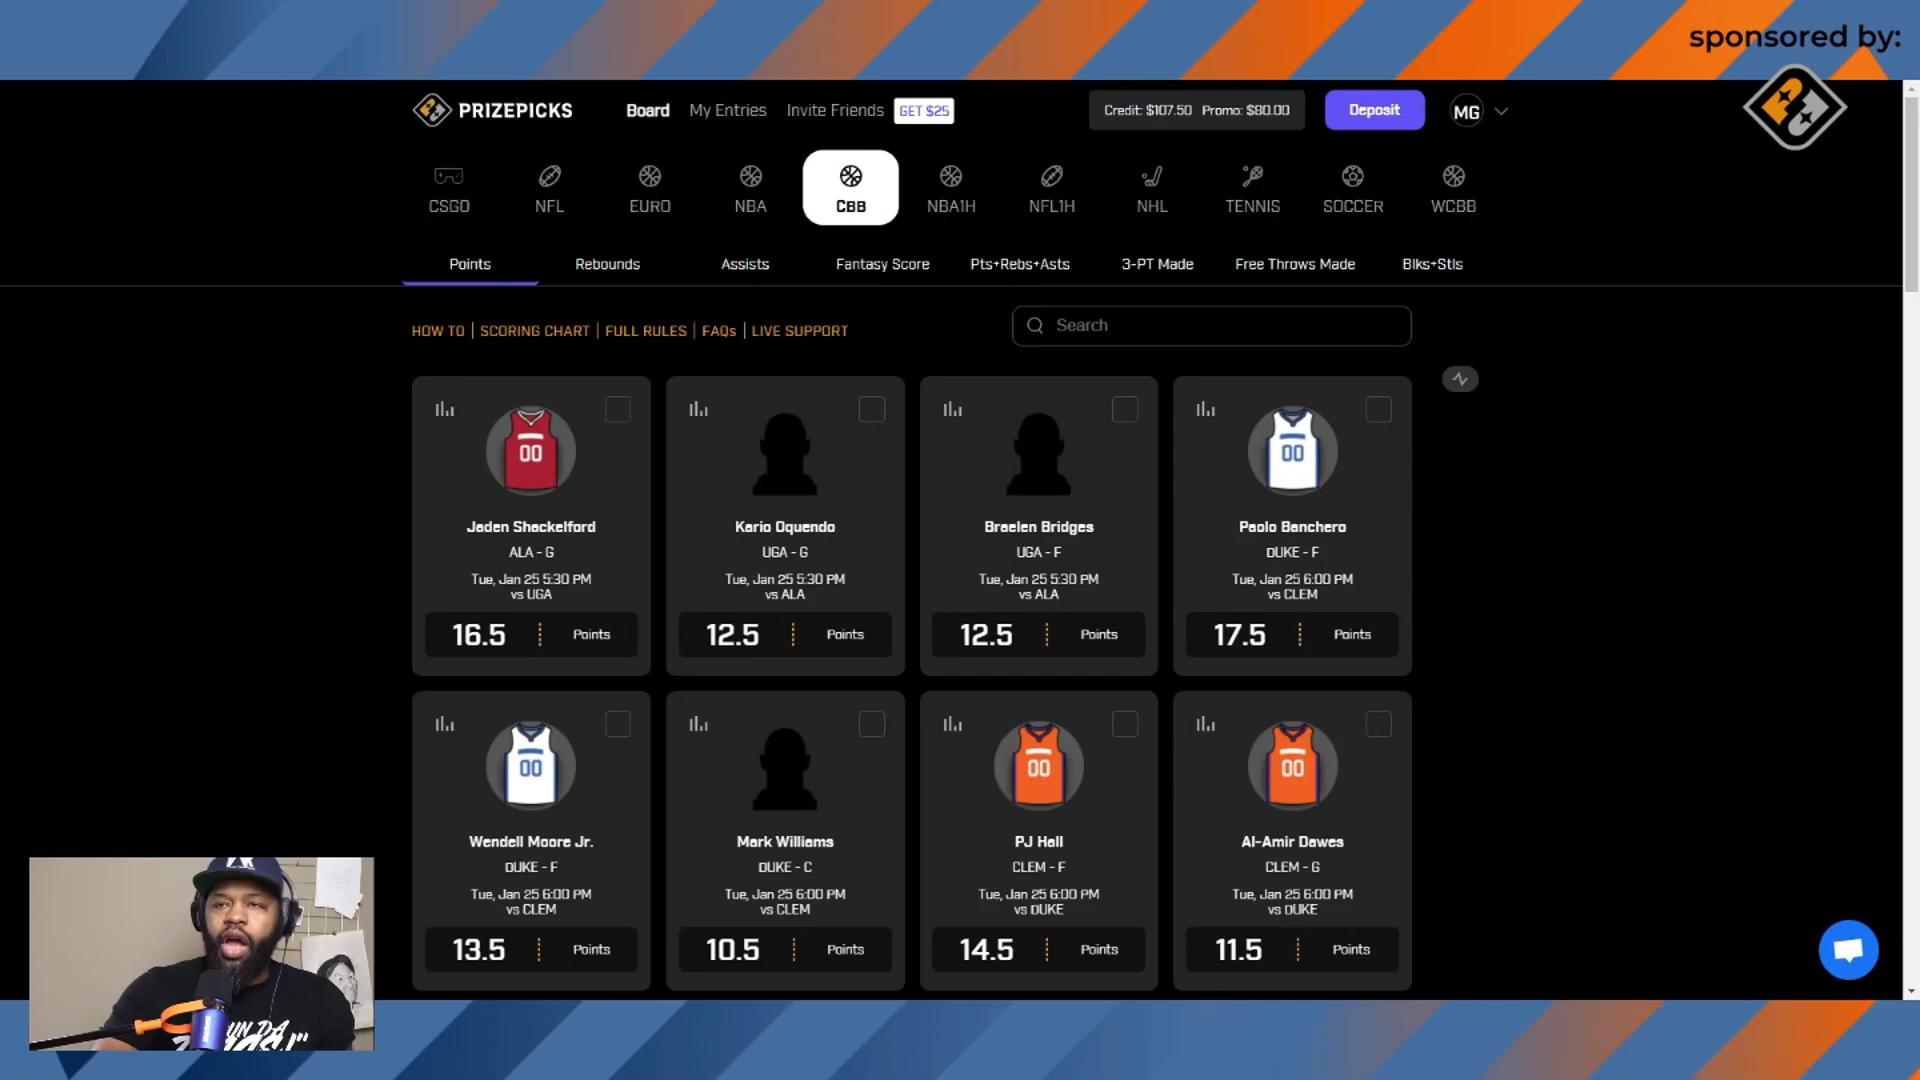 sponsored by:
PRIZEPICKS
Board
My Entries
Invite Friends
GET $25
Credit: $107.50 Promo: $80.00
Deposit
MG
CSGO
NFL
EURO
NBA
CBB
NBA1H
NFL1H
NHL
TENNIS
SOCCER
WCBB
Points
Rebounds
Assists
Fantasy Score
Pts+Rebs+Asts
3-PT Made
Free Throws Made
Blks+Stls
HOW TO | SCORING CHART | FULL RULES | FAQs | LIVE SUPPORT
Search
00
Jaden Shackelford
ALA - G
Tue, Jan 25 5:30 PM
vs UGA
16.5
Points
Kario Oquendo
UGA - G
Tue, Jan 25 5:30 PM
vs ALA
12.5
Points
Braelen Bridges
UGA - F
Tue, Jan 25 5:30 PM
vs ALA
12.5
Points
00
Paolo Banchero
DUKE - F
Tue, Jan 25 6:00 PM
vs CLEM
17.5
Points
00
Wendell Moore Jr.
DUKE - F
Tue, Jan 25 6:00 PM
vs CLEM
13.5
Points
Mark Williams
DUKE - C
Tue, Jan 25 6:00 PM
vs CLEM
10.5
Points
00
PJ Hall
CLEM - F
Tue, Jan 25 6:00 PM
vs DUKE
14.5
Points
00
Al-Amir Dawes
CLEM - G
Tue, Jan 25 6:00 PM
vs DUKE
11.5
Points